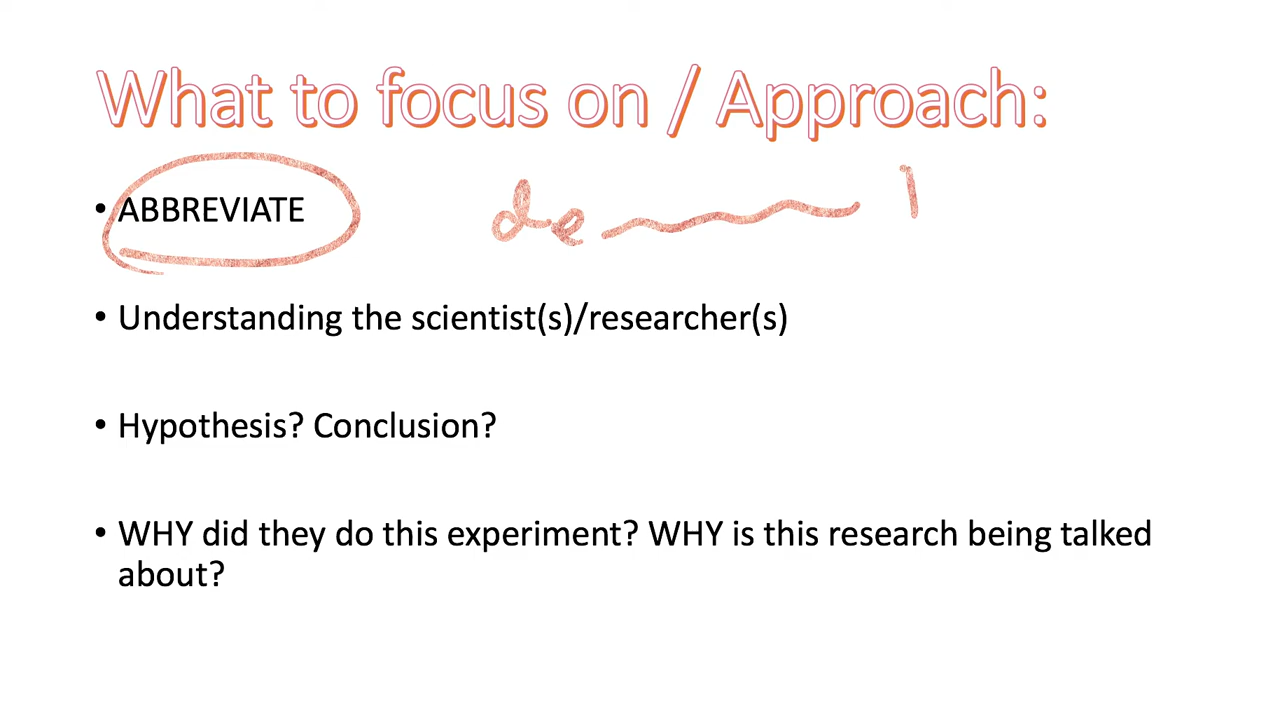 What to focus on / Approach:
• ABBREVIATE
• Understanding the scientist(s)/researcher(s)
• Hypothesis? Conclusion?
• WHY did they do this experiment? WHY is this research being talked
about?